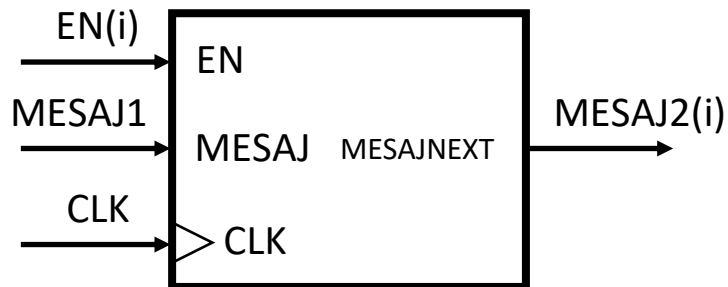 EN(i)
EN
MESAJ1
MESAJ
MESAJNEXT
MESAJ2(i)
CLK
CLK